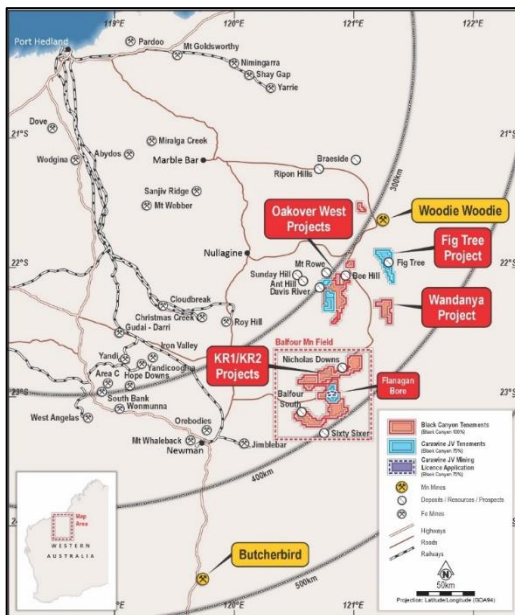 118°E
119°E
120°E
121°E
122°E
Port Hedland
Pardoo
Mt Goldsworthy
Nimingarra
Shay Gap
Yarrie
21°S
Dove
Wodgina
Abydos
Miralga Creek
Marble Bar
Braeside
Ripon Hills
300km
Sanjiv Ridge
Mt Webber
Oakover West
Projects
Woodie Woodie
Fig Tree
Project
Nullagine
22°S
Sunday Hill
Mt Rowe
Ant Hill
Davis River
Bee Hill
Fig Tree
Wandanya
Project
Cloudbreak
Christmas Creek
Roy Hill
Gudai - Darri
Iron Valley
Balfour Mn Field
KR1/KR2
Projects
Nicholas Downs
Yandi
Yandicoogina
Area C
Hope Downs
Flanagan
Bore
23°S
South Bank
Wonmunna
West Angelas
Balfour
South
Orebodies
Mt Whaleback
Newman
Jimblebar
Sixty Sixer
400km
Black Canyon Tenements
(Black Canyon 100%)
Carawine JV Tenements
(Black Canyon 75%)
Carawine JV Mining
Licence Application
(Black Canyon 75%)
Mn Mines
Deposits / Resources / Prospects
Fe Mines
Highways
Roads
Railways
N
50km
Projection: Latitude/Longitude (GDA94)
Map
Area
WESTERN
AUSTRALIA
Butcherbird
500km
120°E
121°E